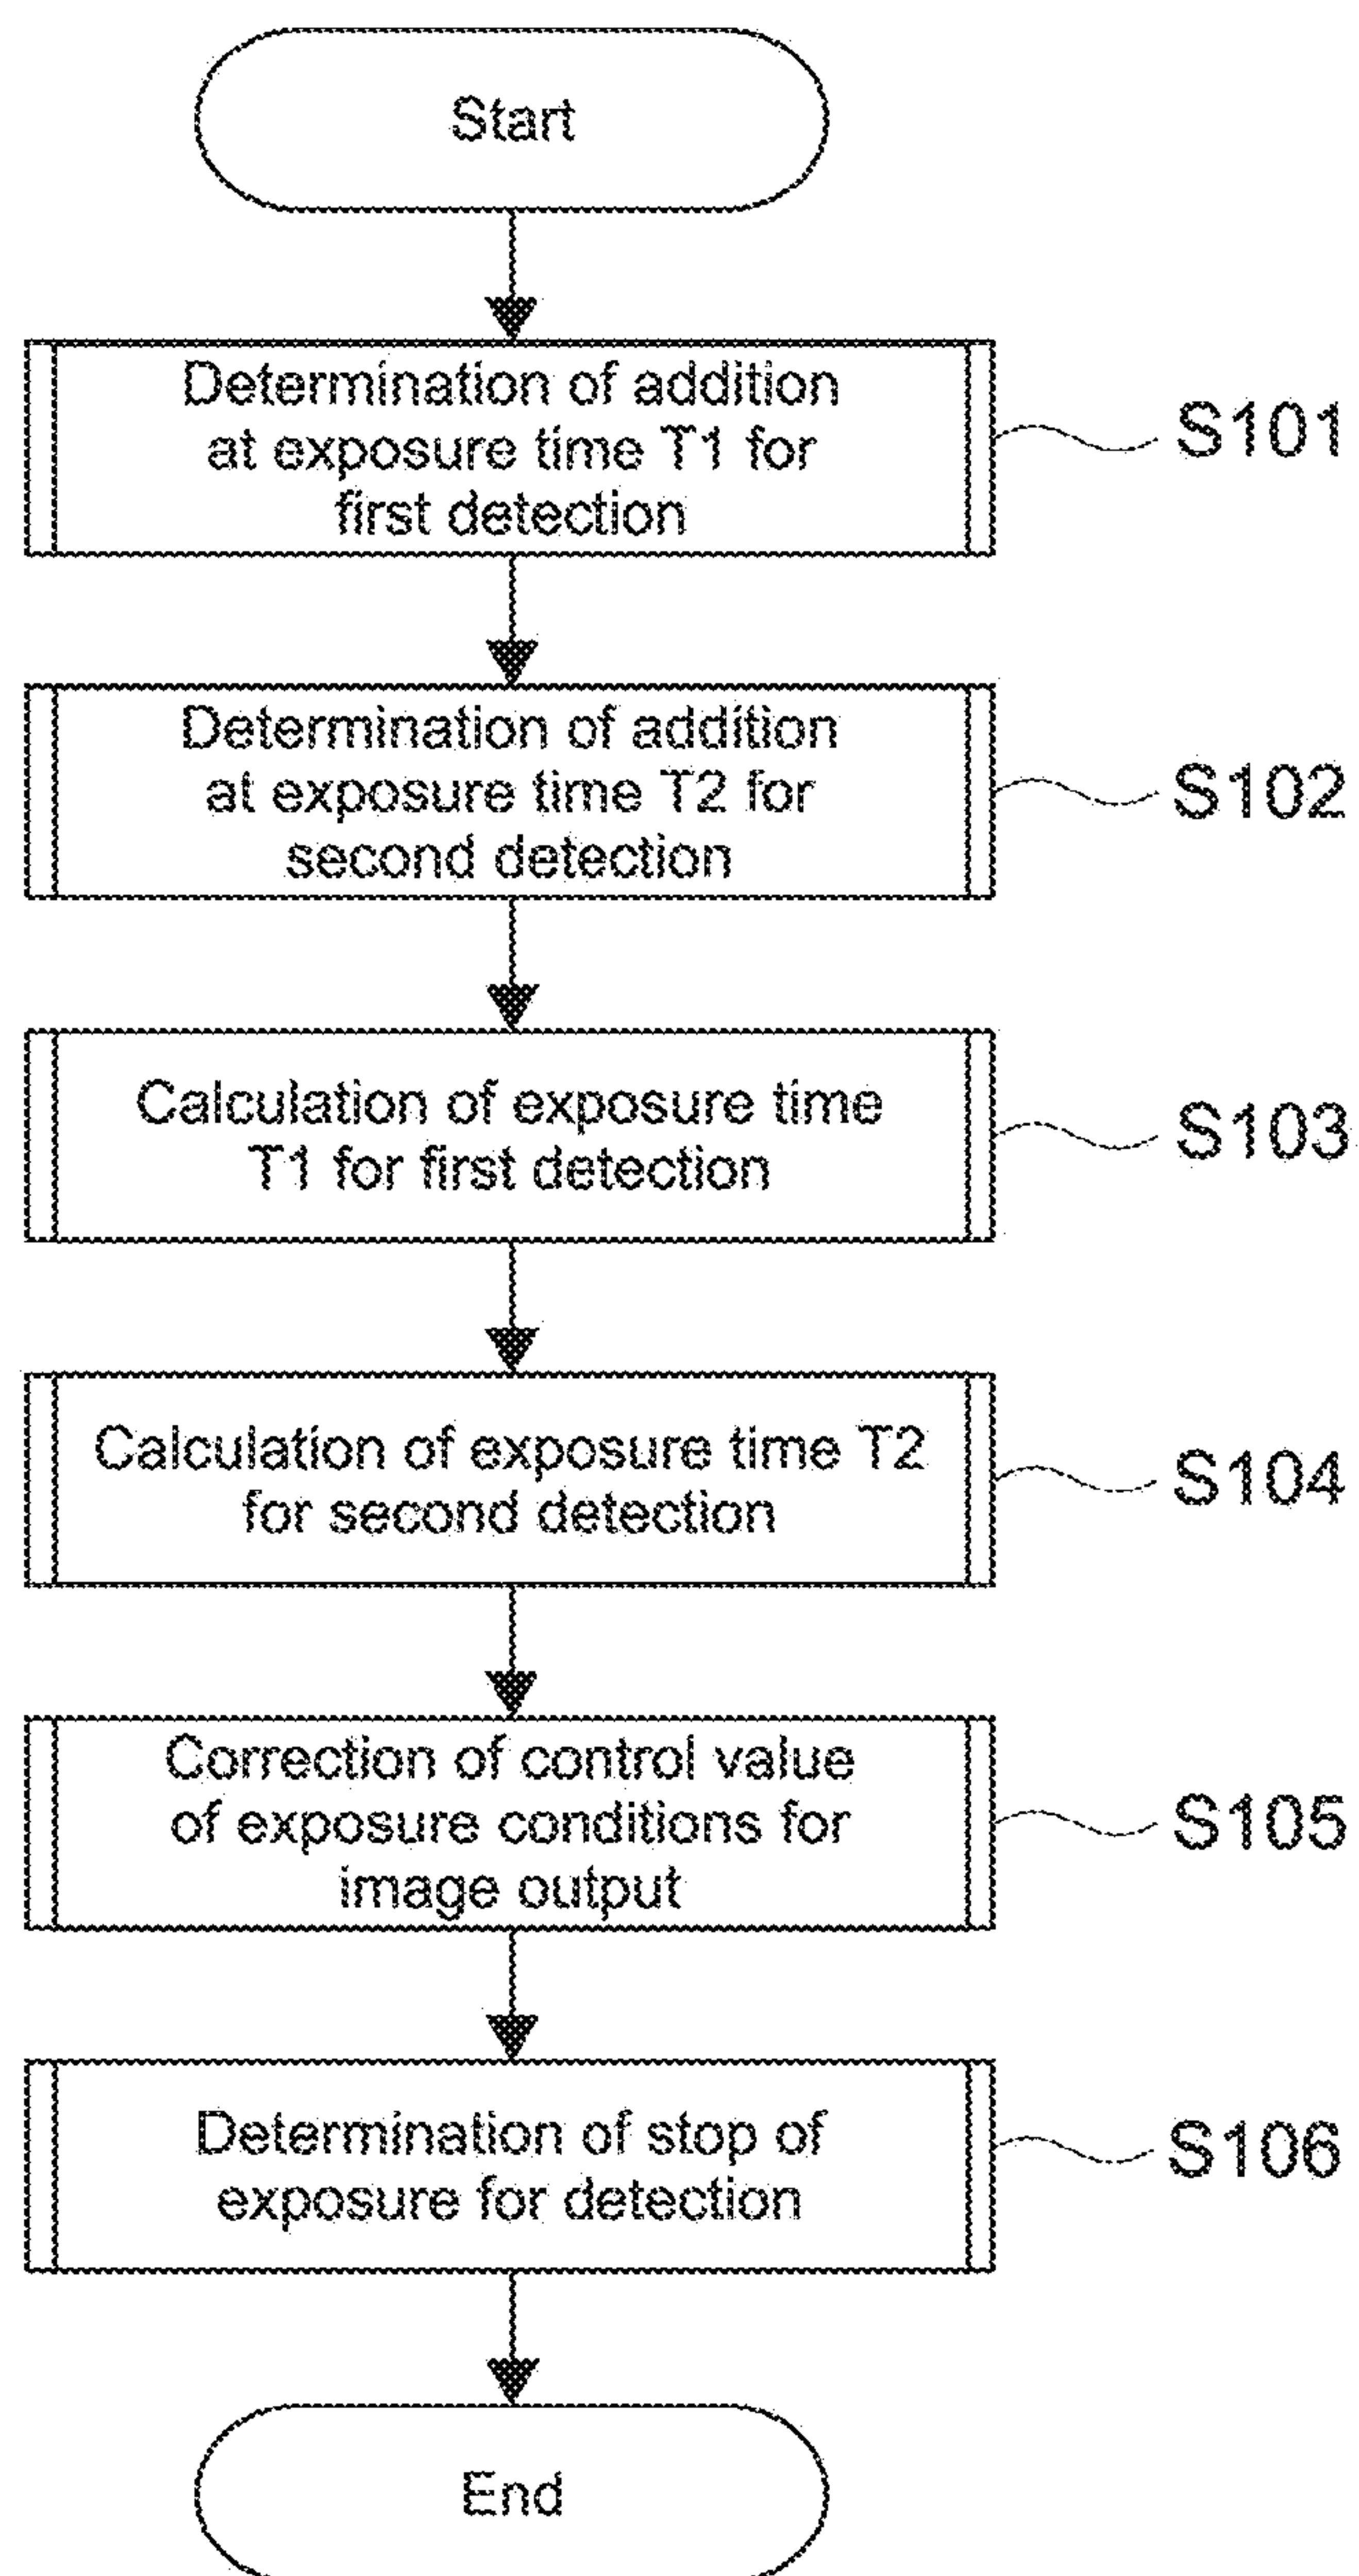 Start
Determination of addition
at exposure time T1 for
first detection
S101
Determination of addition
at exposure time T2 for
second detection
S102
Calculation of exposure time
T1 for first detection
S103
Calculation of exposure time T2
for second detection
S104
Correction of control value
of exposure conditions for
image output
S105
Determination of stop of
exposure for detection
S106
End